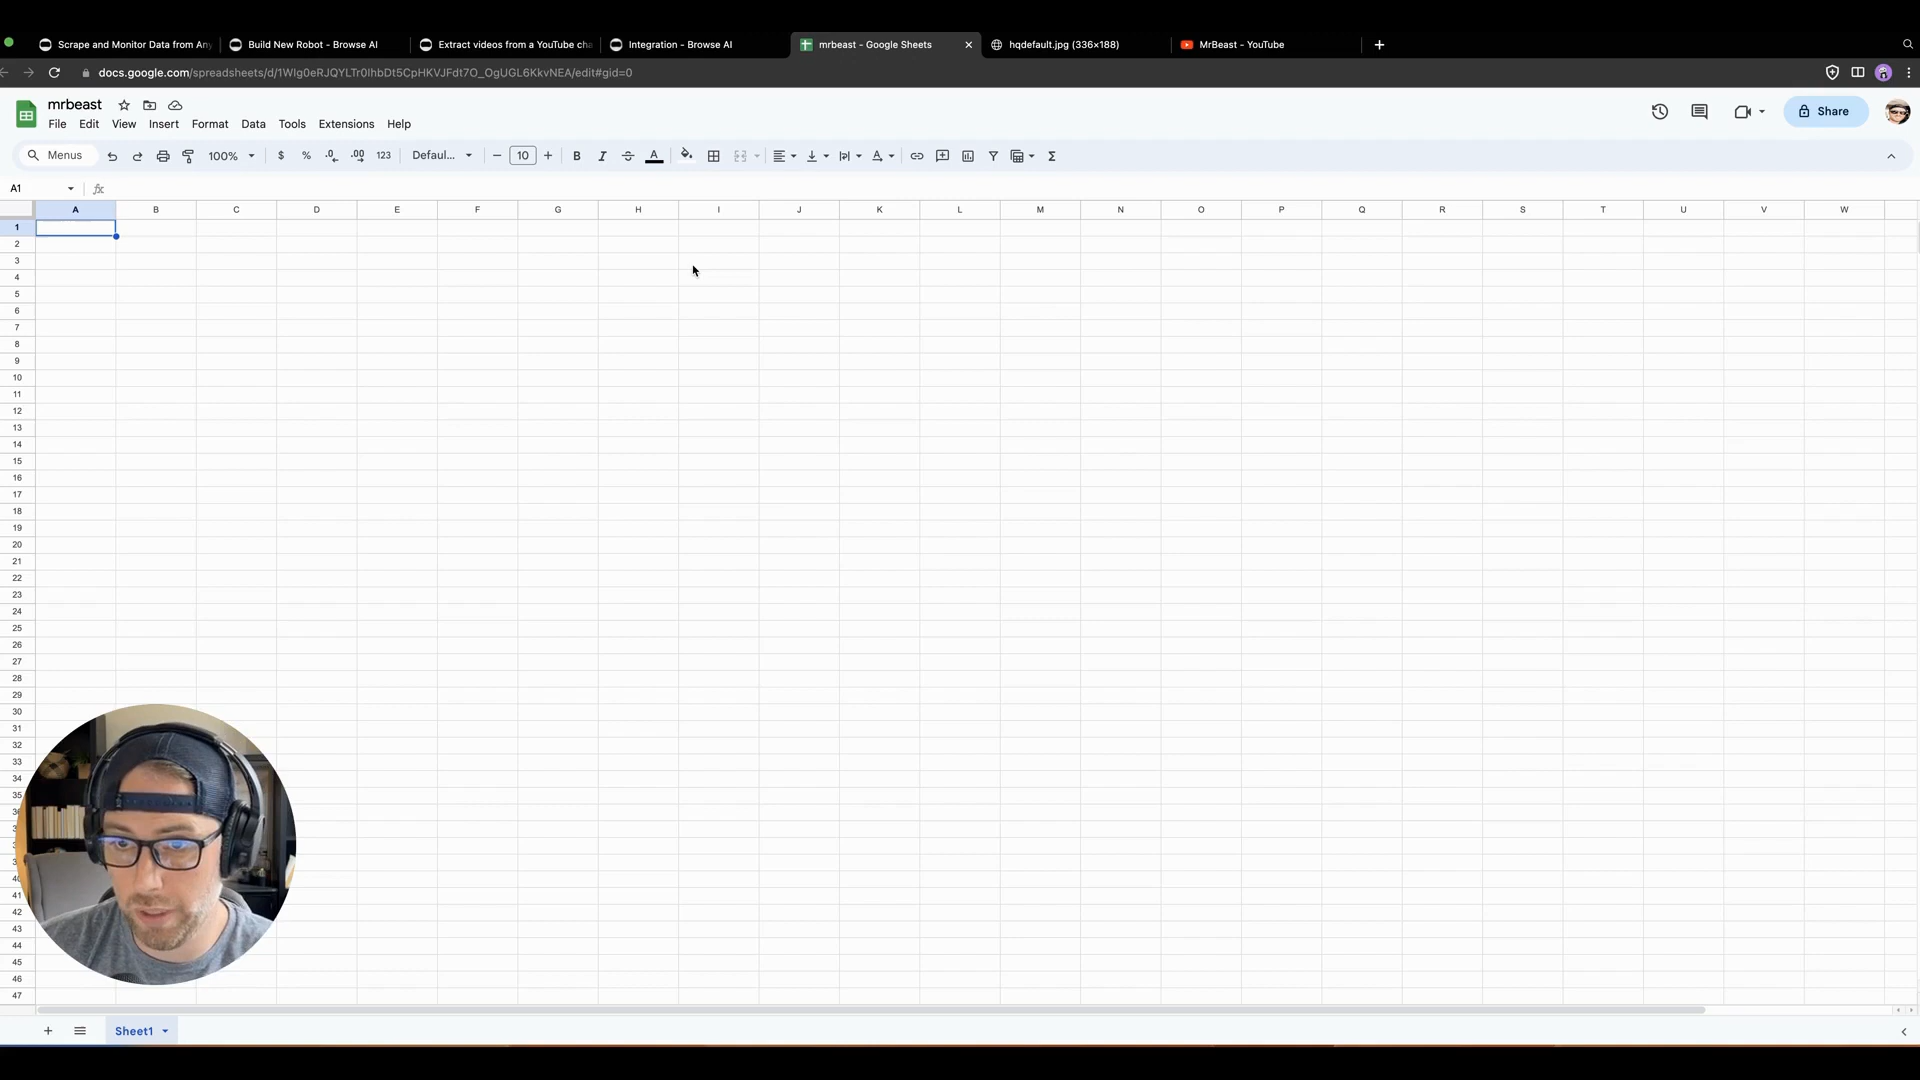 Scrape and Monitor Data from Any
Build New Robot - Browse AI
Extract videos from a YouTube cha
Integration - Browse AI
mrbeast - Google Sheets
hqdefault.jpg (336×188)
MrBeast - YouTube
docs.google.com/spreadsheets/d/1WIg0eRJQYLTr0lhbDt5CpHKVJFdt7O_OgUGL6KkvNEA/edit#gid=0
mrbeast
File Edit View Insert Format Data Tools Extensions Help
Share
Menus 100% $ % .0 .00 123 Defaul... 10 B I S A
A1 fx
A B C D E F G H I J K L M N O P Q R S T U V W
1
2
3
4
5
6
7
8
9
10
11
12
13
14
15
16
17
18
19
20
21
22
23
24
25
26
27
28
29
30
31
32
33
34
35
41
42
43
44
45
46
47
Sheet1